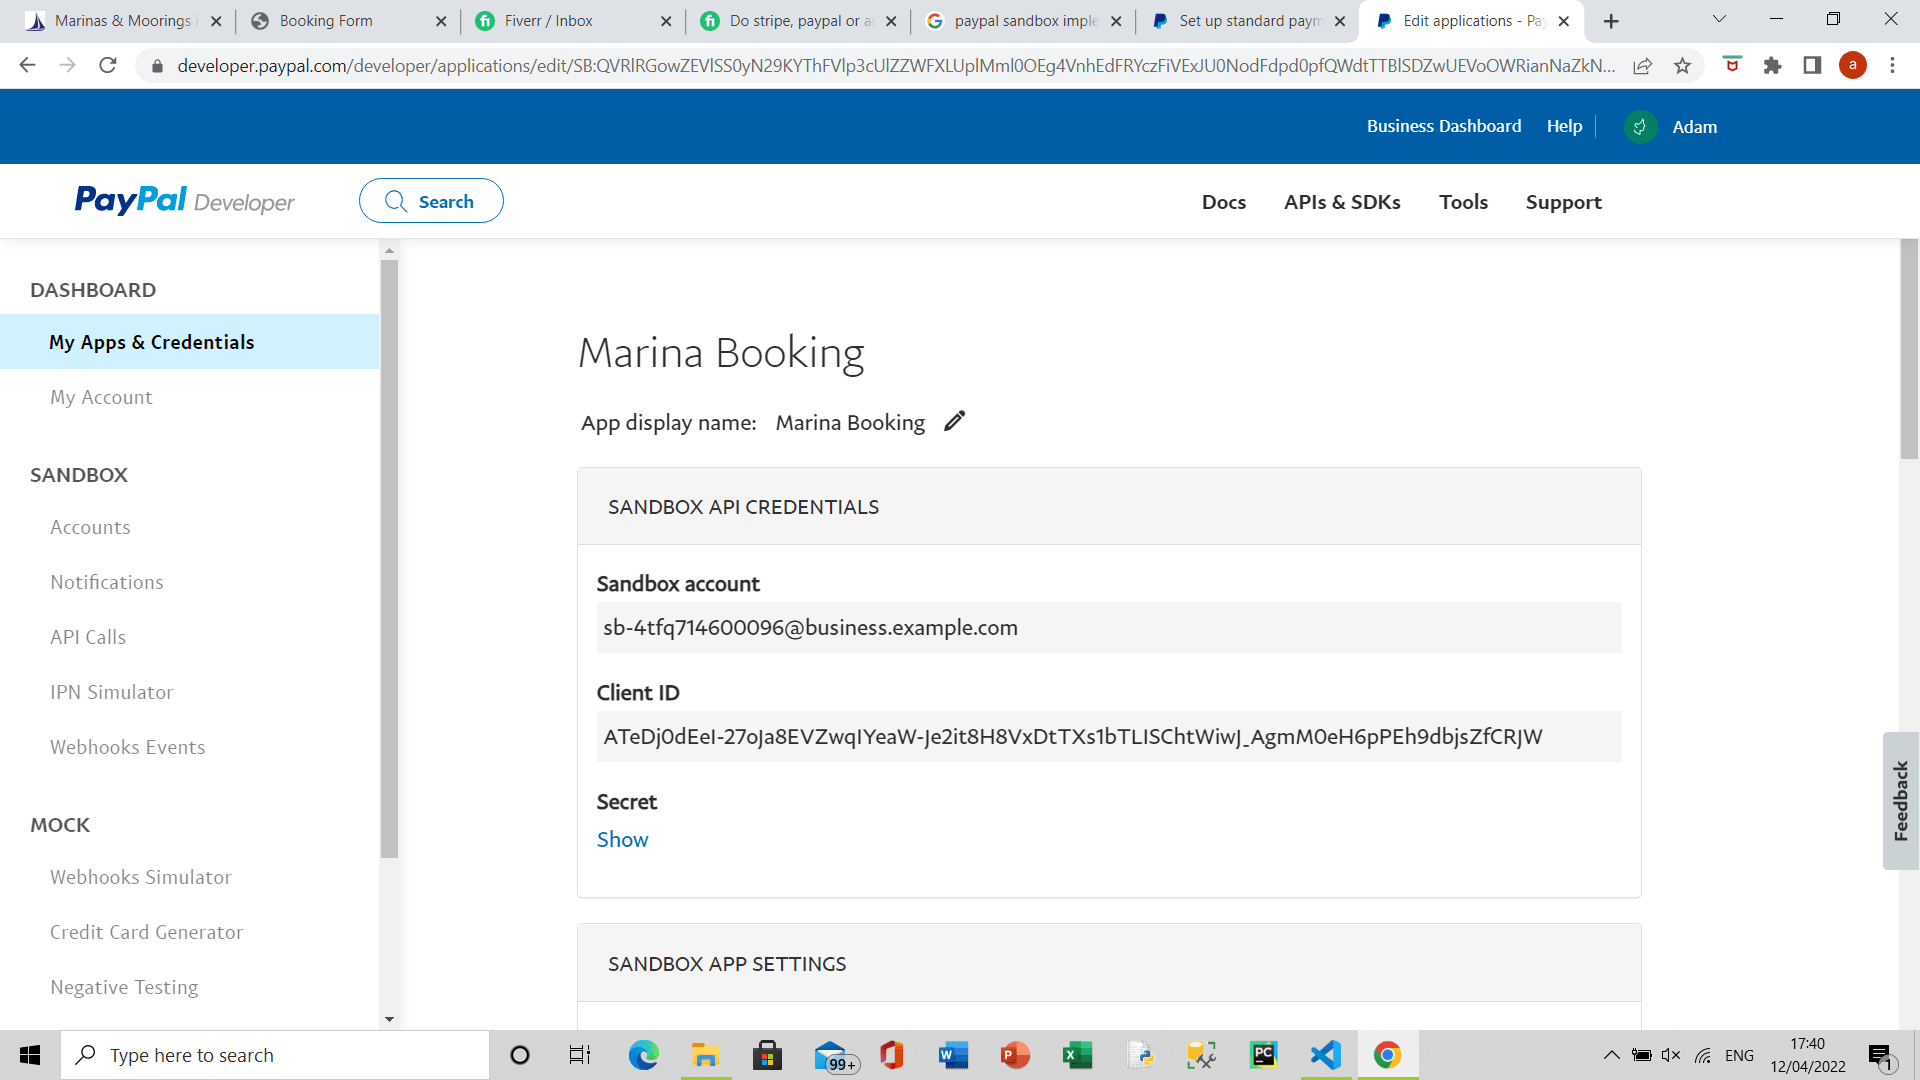 Marinas & Moorings i
Booking Form
Fiverr / Inbox
Do stripe, paypal or a
paypal sandbox imple
Set up standard paym
Edit applications - Pay
developer.paypal.com/developer/applications/edit/SB:QVRlRGowZEVlSS0yN29KYThFVlp3cUlZZWFXLUplMml0OEg4VnhEdFRYczFiVExJU0NodFdpd0pfQWdtTTBlSDZwUEVoOWRianNaZkN...
a
Business Dashboard
Help
Adam
PayPal Developer
Search
Docs
APIs & SDKs
Tools
Support
DASHBOARD
My Apps & Credentials
My Account
SANDBOX
Accounts
Notifications
API Calls
IPN Simulator
Webhooks Events
MOCK
Webhooks Simulator
Credit Card Generator
Negative Testing
Marina Booking
App display name: Marina Booking
SANDBOX API CREDENTIALS
Sandbox account
sb-4tfq714600096@business.example.com
Client ID
ATeDj0dEeI-27oJa8EVZwqIYeaW-Je2it8H8VxDtTXs1bTLISChtWiwJ_AgmM0eH6pPEh9dbjsZfCRJW
Secret
Show
SANDBOX APP SETTINGS
Feedback
Type here to search
99+
ENG
17:40
12/04/2022
1